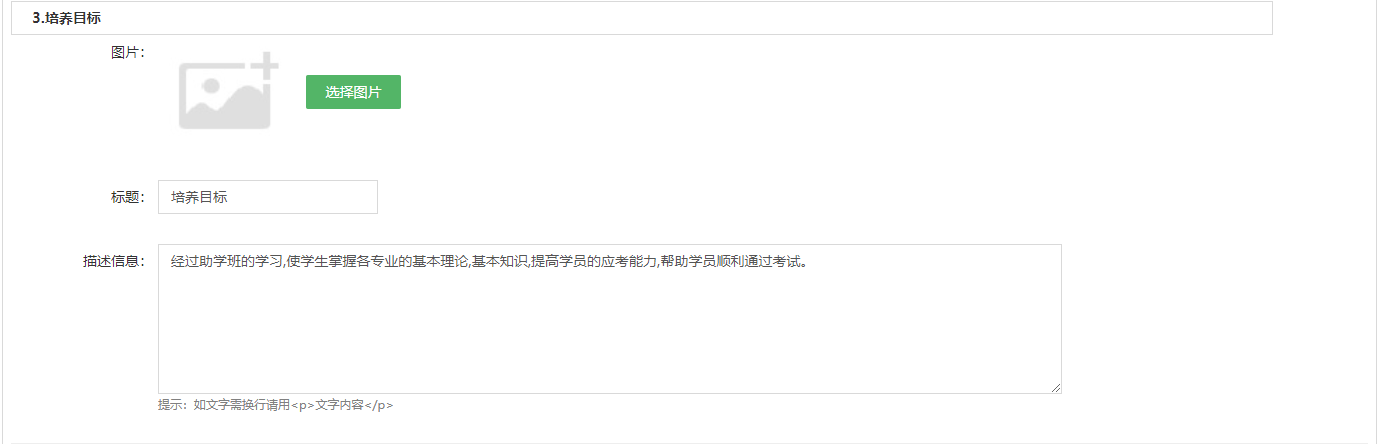 3.培养目标
图片：
选择图片
标题： 培养目标
描述信息： 经过助学班的学习,使学生掌握各专业的基本理论,基本知识,提高学员的应考能力,帮助学员顺利通过考试。
提示：如文字需换行请用<p>文字内容</p>